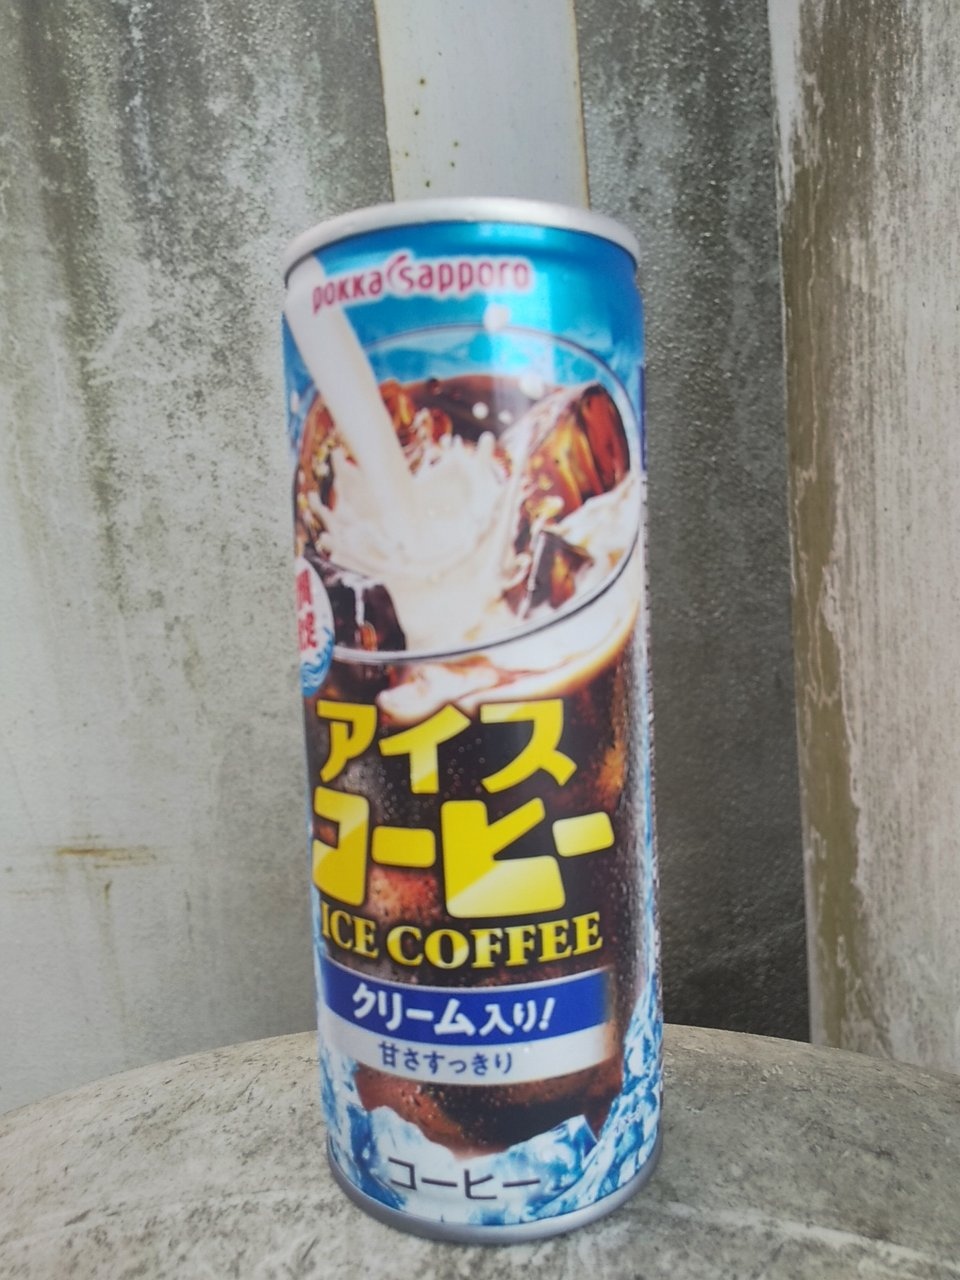 pokka sapporo
アイス
コーヒー
ICE COFFEE
クリーム入り!
甘さすっきり
コーヒー